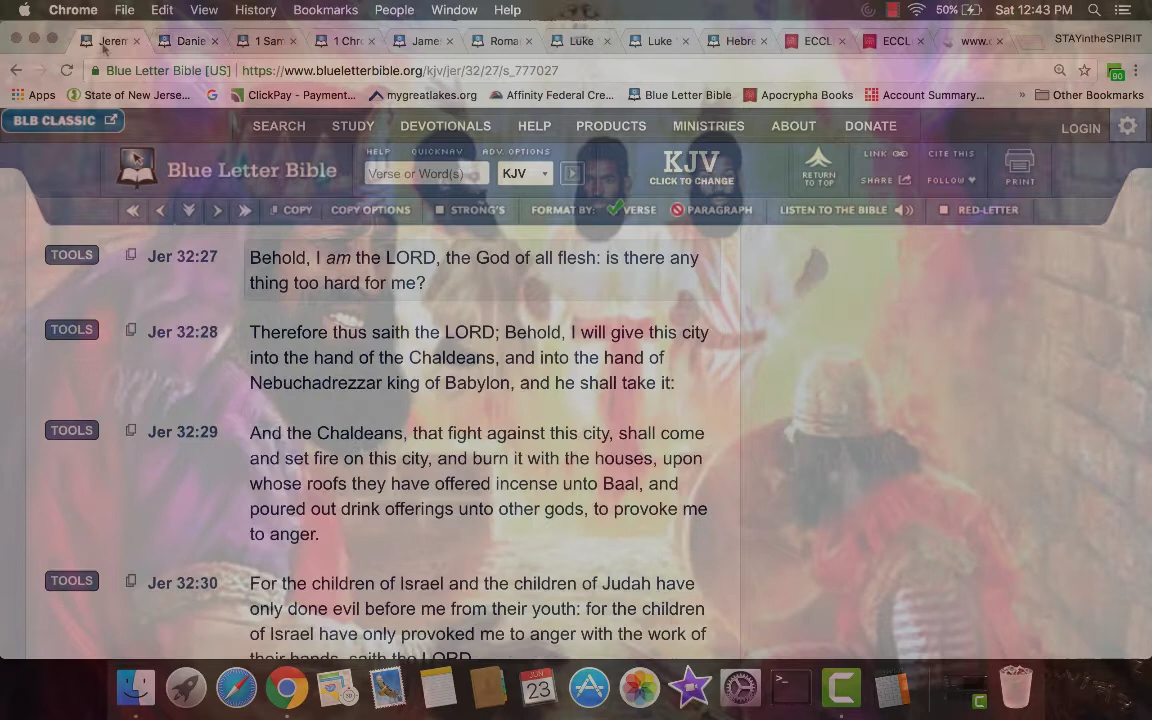 Chrome File Edit View History Bookmarks People Window Help 50% Sat 12:43 PM
Jerem Danie 1 Sam 1 Chr James Roma Luke Luke Hebre ECCL ECCL www.c STAYintheSPIRIT
Blue Letter Bible [US] https://www.blueletterbible.org/kjv/jer/32/27/s_777027 90
Apps State of New Jerse... ClickPay - Payment... mygreatlakes.org Affinity Federal Cre... Blue Letter Bible Apocrypha Books Account Summary... » Other Bookmarks
BLB CLASSIC SEARCH STUDY DEVOTIONALS HELP PRODUCTS MINISTRIES ABOUT DONATE LOGIN
HELP QUICKNAV ADV. OPTIONS
Blue Letter Bible Verse or Word(s) KJV
KJV
CLICK TO CHANGE
RETURN
TO TOP
LINK CITE THIS
SHARE FOLLOW PRINT
COPY COPY OPTIONS STRONG'S FORMAT BY: VERSE PARAGRAPH LISTEN TO THE BIBLE RED-LETTER
TOOLS Jer 32:27 Behold, I am the LORD, the God of all flesh: is there any
thing too hard for me?
TOOLS Jer 32:28 Therefore thus saith the LORD; Behold, I will give this city
into the hand of the Chaldeans, and into the hand of
Nebuchadrezzar king of Babylon, and he shall take it:
TOOLS Jer 32:29 And the Chaldeans, that fight against this city, shall come
and set fire on this city, and burn it with the houses, upon
whose roofs they have offered incense unto Baal, and
poured out drink offerings unto other gods, to provoke me
to anger.
TOOLS Jer 32:30 For the children of Israel and the children of Judah have
only done evil before me from their youth: for the children
of Israel have only provoked me to anger with the work of
their hands, saith the LORD.
JUN
23